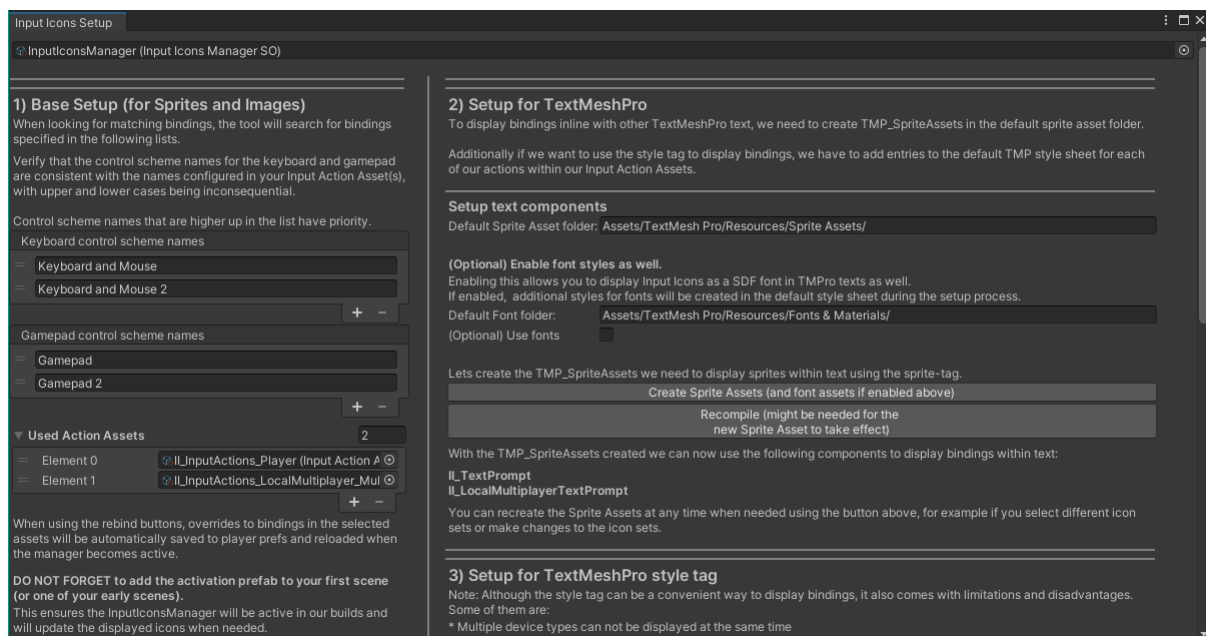 Input Icons Setup
InputIconsManager (Input Icons Manager SO)
1) Base Setup (for Sprites and Images)
When looking for matching bindings, the tool will search for bindings
specified in the following lists.
Verify that the control scheme names for the keyboard and gamepad
are consistent with the names configured in your Input Action Asset(s),
with upper and lower cases being inconsequential.
Control scheme names that are higher up in the list have priority.
Keyboard control scheme names
Keyboard and Mouse
Keyboard and Mouse 2
+ −
Gamepad control scheme names
Gamepad
Gamepad 2
+ −
Used Action Assets 2
Element 0 II_InputActions_Player (Input Action A
Element 1 II_InputActions_LocalMultiplayer_Mul
+ −
When using the rebind buttons, overrides to bindings in the selected
assets will be automatically saved to player prefs and reloaded when
the manager becomes active.
DO NOT FORGET to add the activation prefab to your first scene
(or one of your early scenes).
This ensures the InputIconsManager will be active in our builds and
will update the displayed icons when needed.
2) Setup for TextMeshPro
To display bindings inline with other TextMeshPro text, we need to create TMP_SpriteAssets in the default sprite asset folder.
Additionally if we want to use the style tag to display bindings, we have to add entries to the default TMP style sheet for each
of our actions within our Input Action Assets.
Setup text components
Default Sprite Asset folder: Assets/TextMesh Pro/Resources/Sprite Assets/
(Optional) Enable font styles as well.
Enabling this allows you to display Input Icons as a SDF font in TMPro texts as well.
If enabled, additional styles for fonts will be created in the default style sheet during the setup process.
Default Font folder: Assets/TextMesh Pro/Resources/Fonts & Materials/
(Optional) Use fonts
Lets create the TMP_SpriteAssets we need to display sprites within text using the sprite-tag.
Create Sprite Assets (and font assets if enabled above)
Recompile (might be needed for the
new Sprite Asset to take effect)
With the TMP_SpriteAssets created we can now use the following components to display bindings within text:
II_TextPrompt
II_LocalMultiplayerTextPrompt
You can recreate the Sprite Assets at any time when needed using the button above, for example if you select different icon
sets or make changes to the icon sets.
3) Setup for TextMeshPro style tag
Note: Although the style tag can be a convenient way to display bindings, it also comes with limitations and disadvantages.
Some of them are:
* Multiple device types can not be displayed at the same time